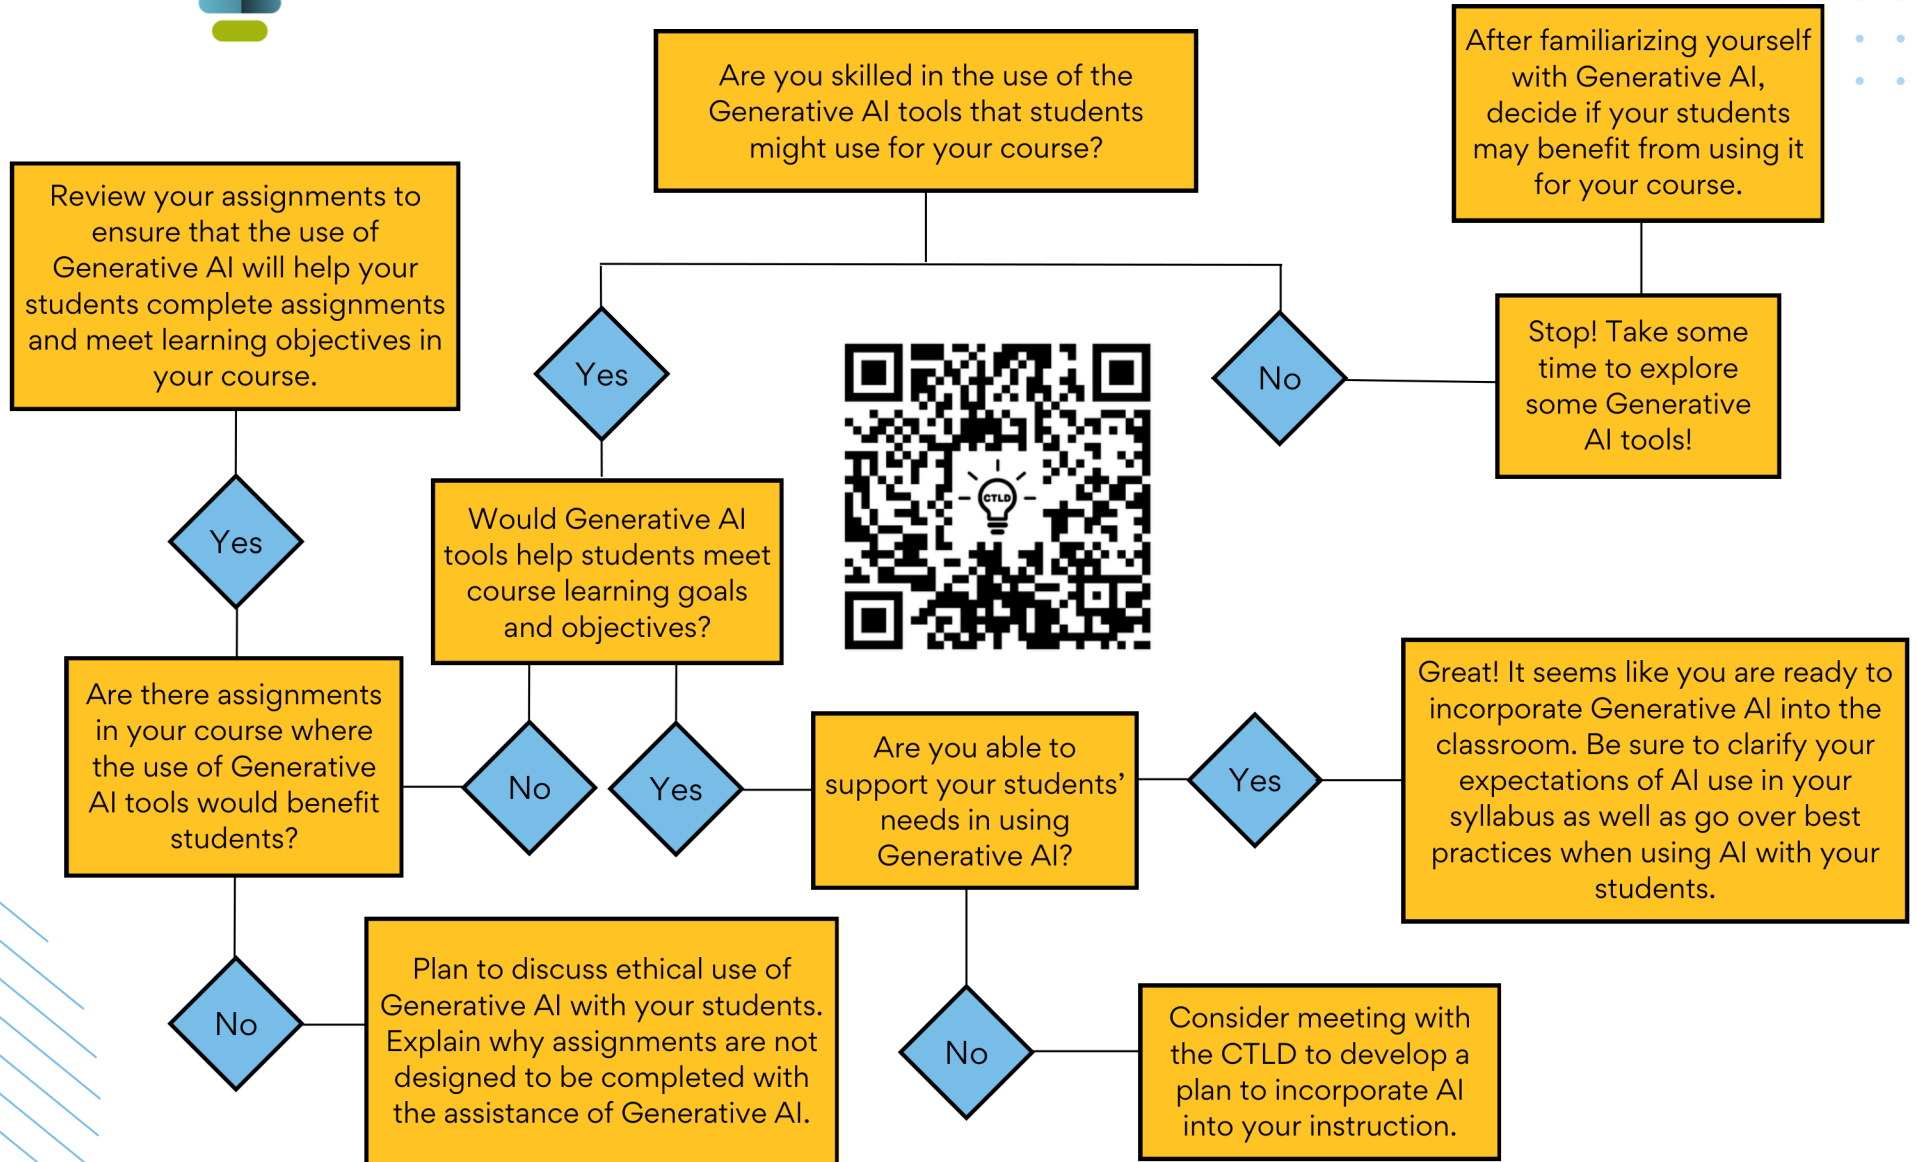 Are you skilled in the use of the
Generative AI tools that students
might use for your course?
Yes
No
Stop! Take some
time to explore
some Generative
AI tools!
After familiarizing yourself
with Generative AI,
decide if your students
may benefit from using it
for your course.
Would Generative AI
tools help students meet
course learning goals
and objectives?
No
Yes
Are there assignments
in your course where
the use of Generative
AI tools would benefit
students?
Yes
Review your assignments to
ensure that the use of
Generative AI will help your
students complete assignments
and meet learning objectives in
your course.
No
Plan to discuss ethical use of
Generative AI with your students.
Explain why assignments are not
designed to be completed with
the assistance of Generative AI.
Are you able to
support your students’
needs in using
Generative AI?
Yes
Great! It seems like you are ready to
incorporate Generative AI into the
classroom. Be sure to clarify your
expectations of AI use in your
syllabus as well as go over best
practices when using AI with your
students.
No
Consider meeting with
the CTLD to develop a
plan to incorporate AI
into your instruction.
CTLD